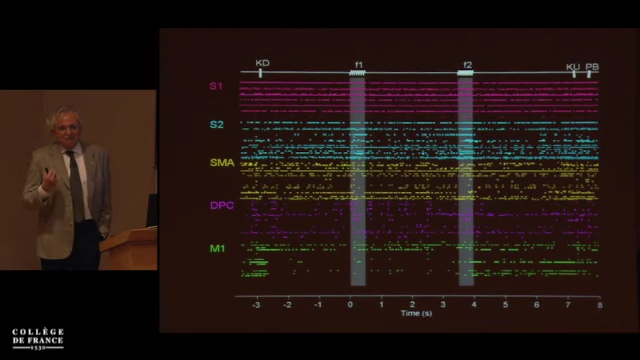 KD f1 f2 KU PB
S1
S2
SMA
DPC
M1
-3 -2 -1 0 1 2 3 4 5 6 7 8
Time (s)
COLLÈGE
DE FRANCE
1530